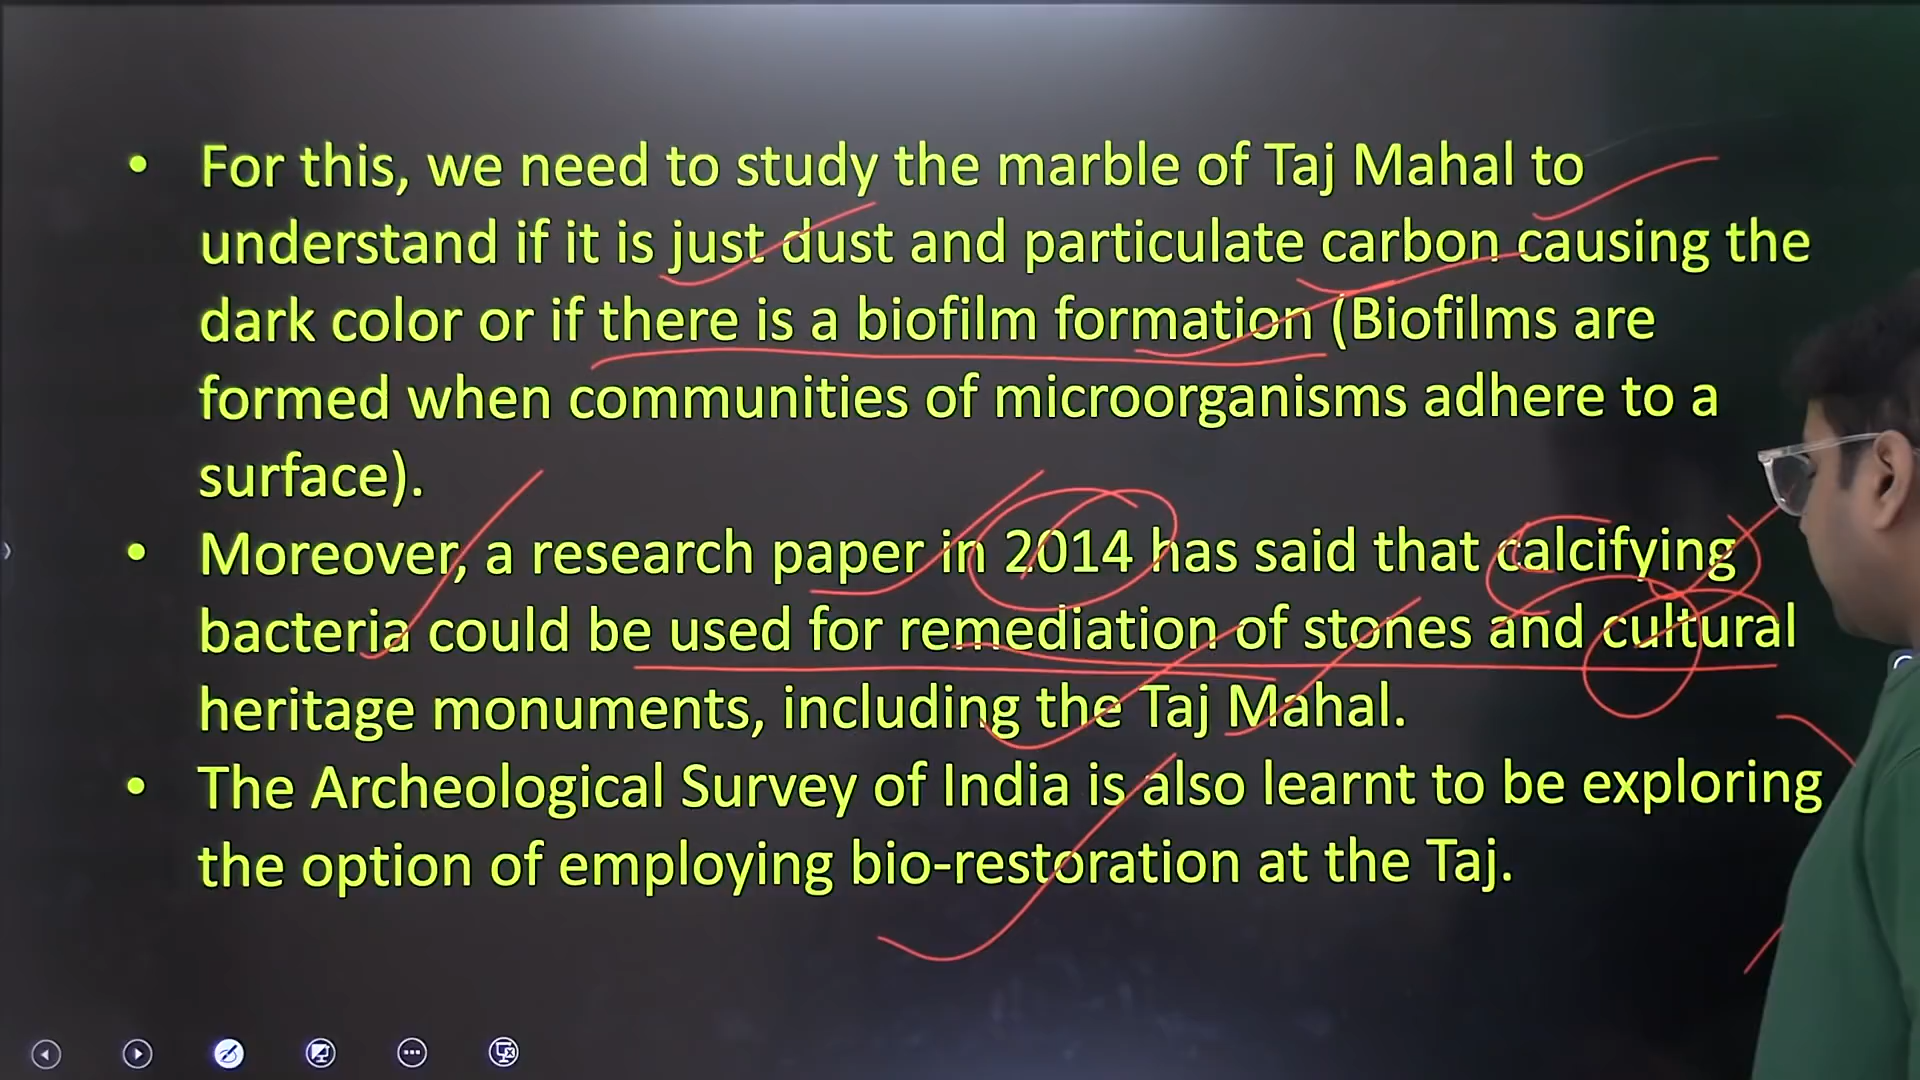 • For this, we need to study the marble of Taj Mahal to
understand if it is just dust and particulate carbon causing the
dark color or if there is a biofilm formation (Biofilms are
formed when communities of microorganisms adhere to a
surface).
• Moreover, a research paper in 2014 has said that calcifying
bacteria could be used for remediation of stones and cultural
heritage monuments, including the Taj Mahal.
• The Archeological Survey of India is also learnt to be exploring
the option of employing bio-restoration at the Taj.